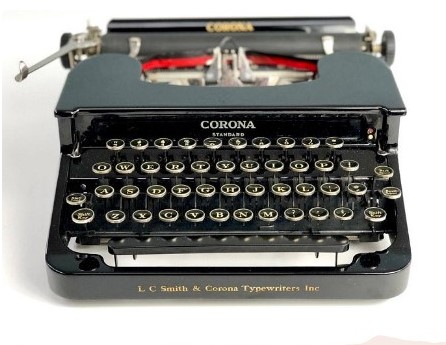 CORONA
CORONA
STANDARD
Q W E R T Y U I O P
A S D F G H J K L
Z X C V B N M
L C Smith & Corona Typewriters Inc